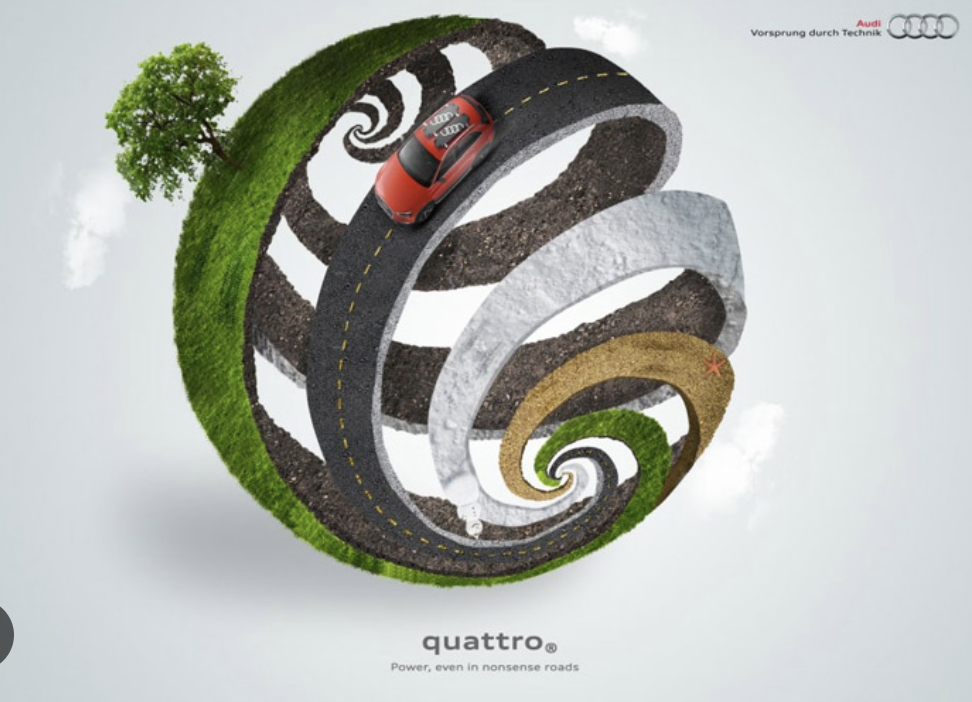 Audi
Vorsprung durch Technik
quattro®
Power, even in nonsense roads